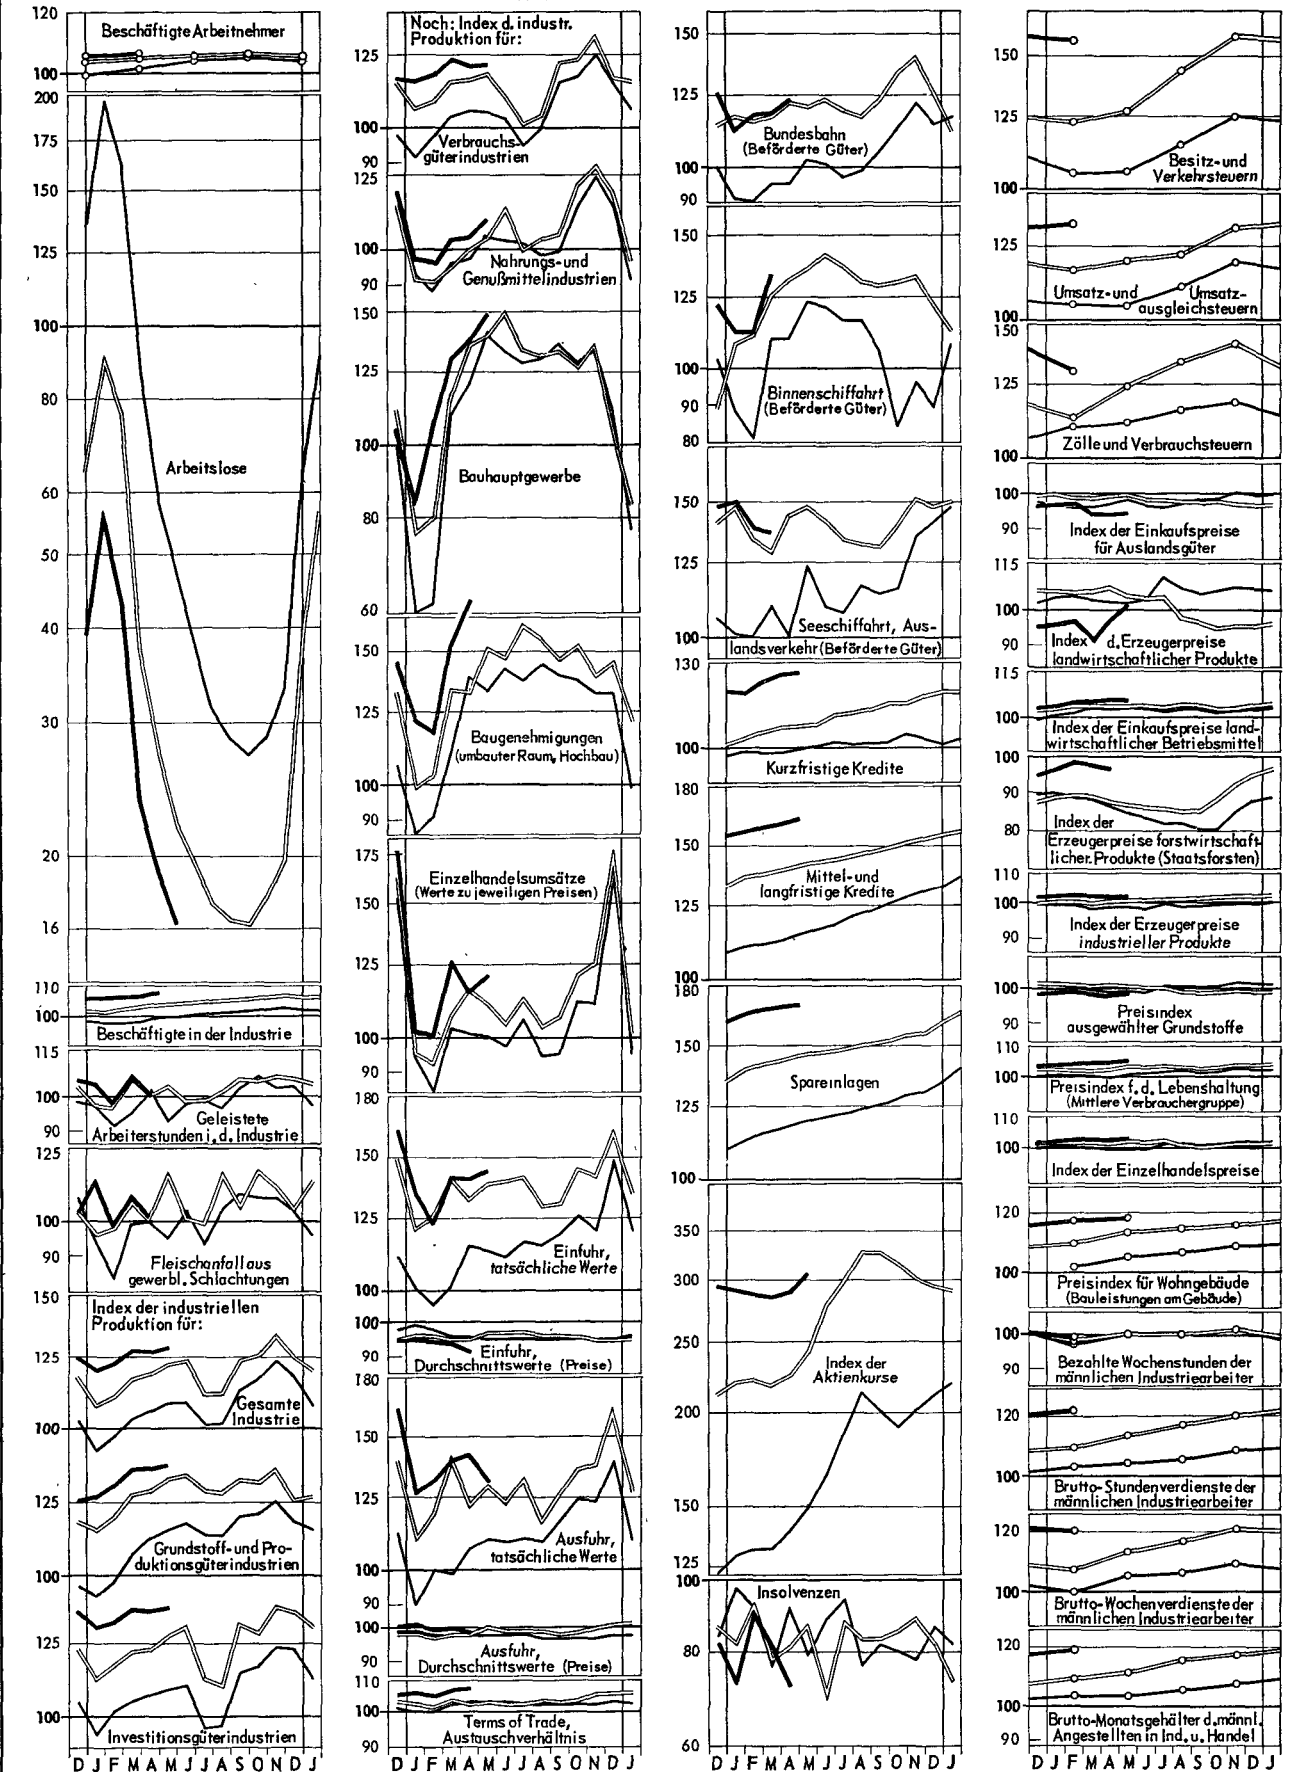 120
Beschäftigte Arbeitnehmer
100
200
175
150
125
100
80
Arbeitslose
60
50
40
30
20
16
110
100
Beschäftigte in der Industrie
115
100
Geleistete
90
Arbeiterstunden i. d. Industrie
125
100
90
Fleischanfall aus
gewerbl. Schlachtungen
150
Index der industriellen
Produktion für:
125
Gesamte
Industrie
100
125
Grundstoff- und Pro-
duktionsgüterindustrien
100
125
100
Investitionsgüterindustrien
D J F M A M J J A S O N D J
Noch: Index d. industr.
Produktion für:
125
100
Verbrauchs-
güterindustrien
90
125
100
Nahrungs- und
Genußmittelindustrien
90
150
125
100
Bauhauptgewerbe
80
60
150
125
Baugenehmigungen
(umbauter Raum, Hochbau)
100
90
175
Einzelhandelsumsätze
(Werte zu jeweiligen Preisen)
150
125
100
90
180
150
125
Einfuhr,
tatsächliche Werte
100
100
Einfuhr,
90
Durchschnittswerte (Preise)
180
150
125
Ausfuhr,
tatsächliche Werte
100
90
100
Ausfuhr,
90
Durchschnittswerte (Preise)
110
100
Terms of Trade,
Austauschverhältnis
90
D J F M A M J J A S O N D J
150
125
Bundesbahn
(Beförderte Güter)
100
90
150
125
100
Binnenschiffahrt
(Beförderte Güter)
90
80
150
125
Seeschiffahrt, Aus-
100
landsverkehr (Beförderte Güter)
130
100
Kurzfristige Kredite
180
150
Mittel- und
langfristige Kredite
125
100
180
150
Spareinlagen
125
100
350
300
250
Index der
Aktienkurse
200
150
125
100
Insolvenzen
80
60
D J F M A M J J A S O N D J
150
125
Besitz- und
Verkehrsteuern
100
125
Umsatz- und Umsatz-
ausgleichsteuern
100
150
125
Zölle und Verbrauchsteuern
100
100
90
Index der Einkaufspreise
für Auslandsgüter
115
100
90
Index d. Erzeugerpreise
landwirtschaftlicher Produkte
115
100
Index der Einkaufspreise land-
wirtschaftlicher Betriebsmittel
100
90
Index der
80
Erzeugerpreise forstwirtschaft-
licher Produkte (Staatsforsten)
110
100
Index der Erzeugerpreise
90
industrieller Produkte
100
Preisindex
90
ausgewählter Grundstoffe
110
100
Preisindex f. d. Lebenshaltung
(Mittlere Verbrauchergruppe)
110
100
Index der Einzelhandelspreise
120
100
Preisindex für Wohngebäude
(Bauleistungen am Gebäude)
100
90
Bezahlte Wochenstunden der
männlichen Industriearbeiter
120
100
Brutto-Stundenverdienste der
männlichen Industriearbeiter
120
100
Brutto-Wochenverdienste der
männlichen Industriearbeiter
120
100
Brutto-Monatsgehälter d. männl.
90
Angestellten in Ind. u. Handel
D J F M A M J J A S O N D J